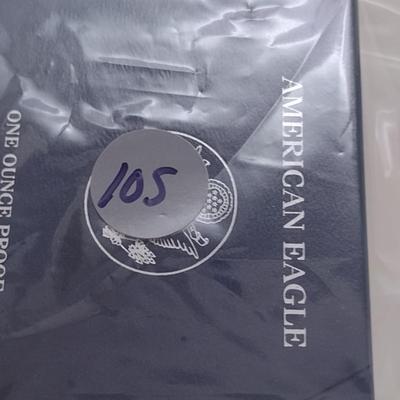 AMERICAN EAGLE
105
ONE OUNCE PROOF